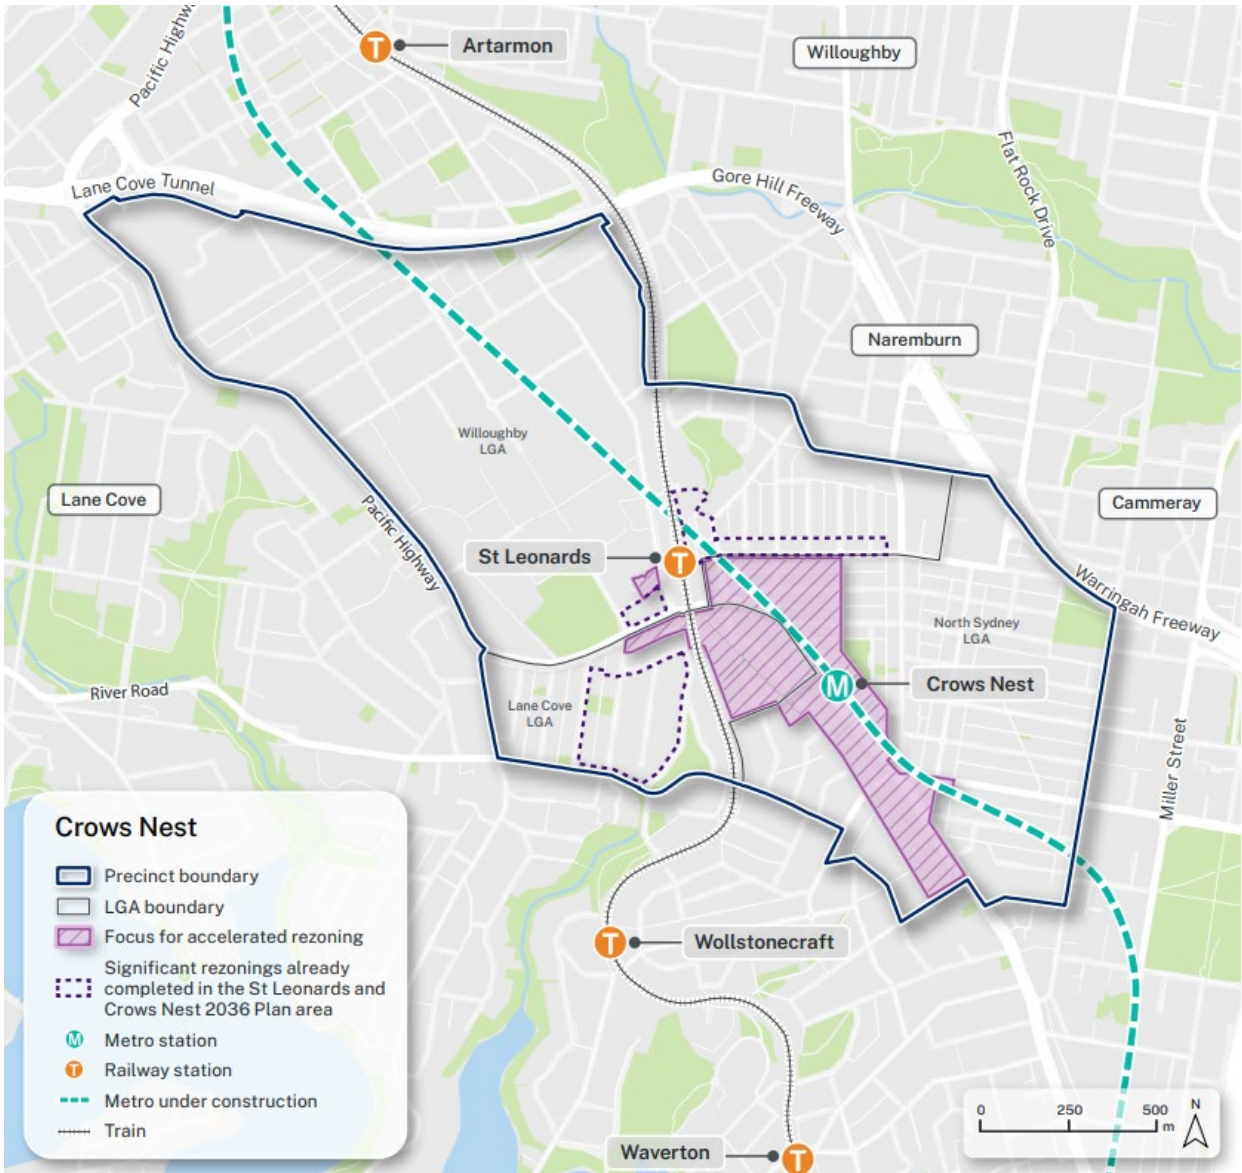 Pacific Highw
T
Artarmon
Willoughby
Lane Cove Tunnel
Gore Hill Freeway
Flat Rock Drive
Naremburn
Willoughby
LGA
Lane Cove
Pacific Highway
Cammeray
St Leonards
T
Warringah Freeway
North Sydney
LGA
M
Crows Nest
River Road
Lane Cove
LGA
Miller Street
Crows Nest
Precinct boundary
LGA boundary
Focus for accelerated rezoning
Significant rezonings already
completed in the St Leonards and
Crows Nest 2036 Plan area
M
Metro station
T
Railway station
Metro under construction
Train
T
Wollstonecraft
Waverton
T
0 250 500
m
N